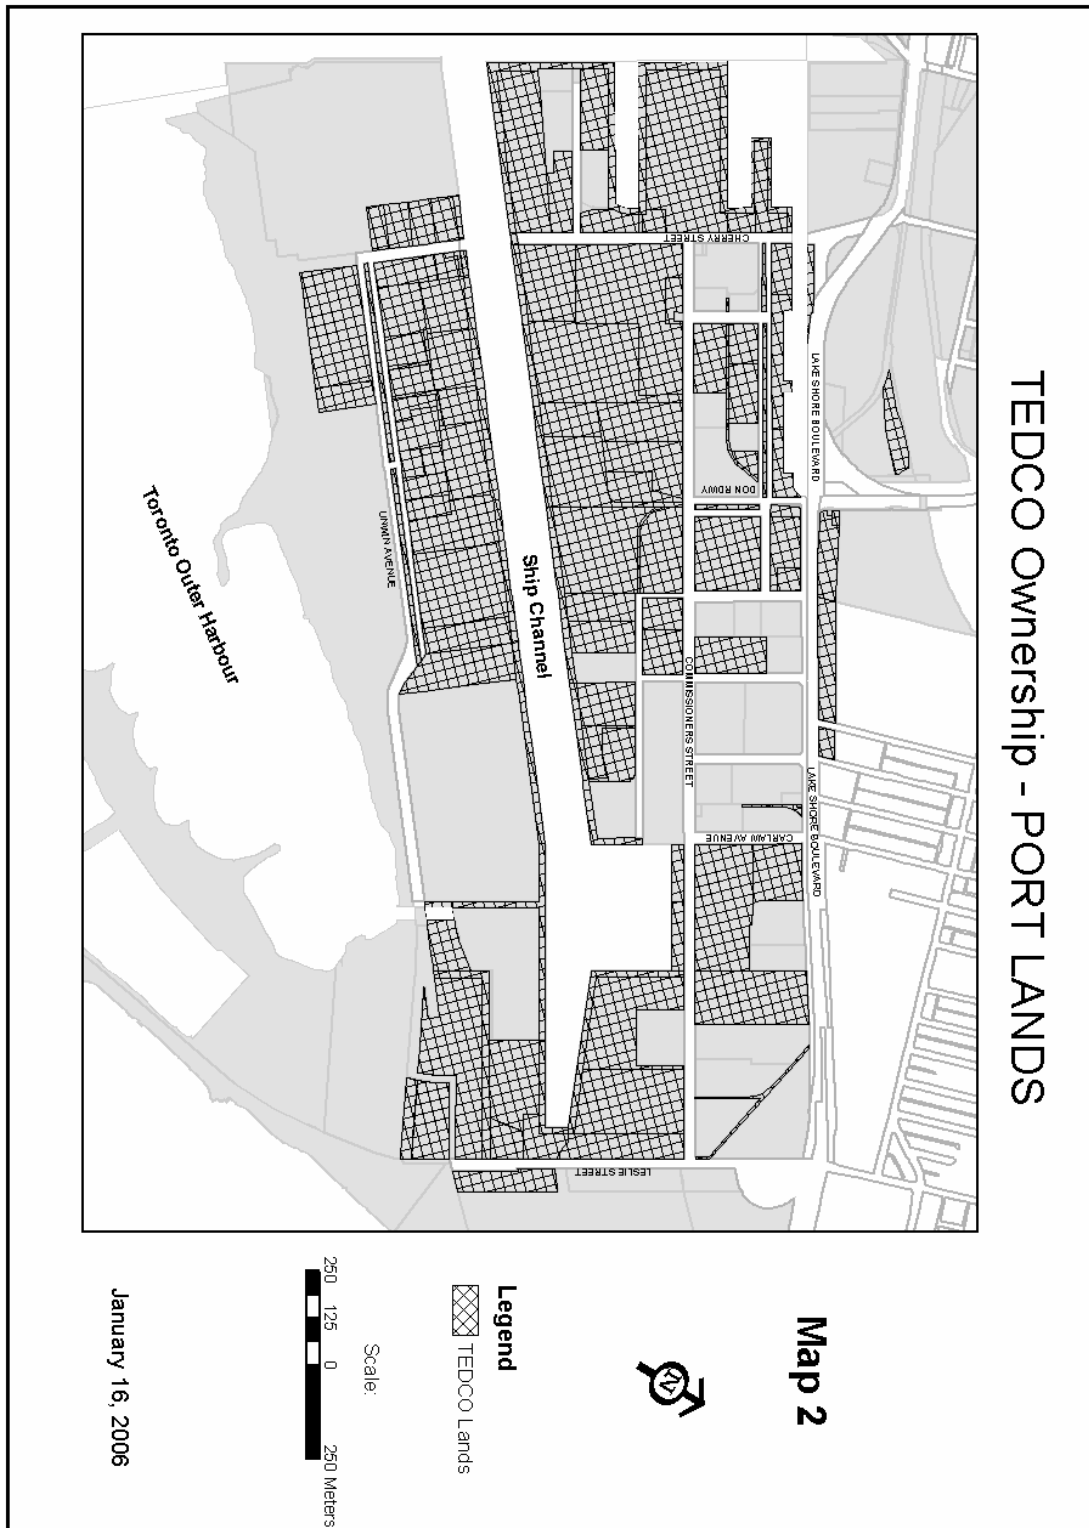 TEDCO Ownership - PORT LANDS
CHERRY STREET
LAKE SHORE BOULEVARD
DON RDWY
UNWIN AVENUE
Toronto Outer Harbour
Ship Channel
COMMISSIONERS STREET
LAKE SHORE BOULEVARD
CARLAW AVENUE
LESLIE STREET
Map 2
N
Legend
TEDCO Lands
Scale:
250 125 0 250 Meters
January 16, 2006